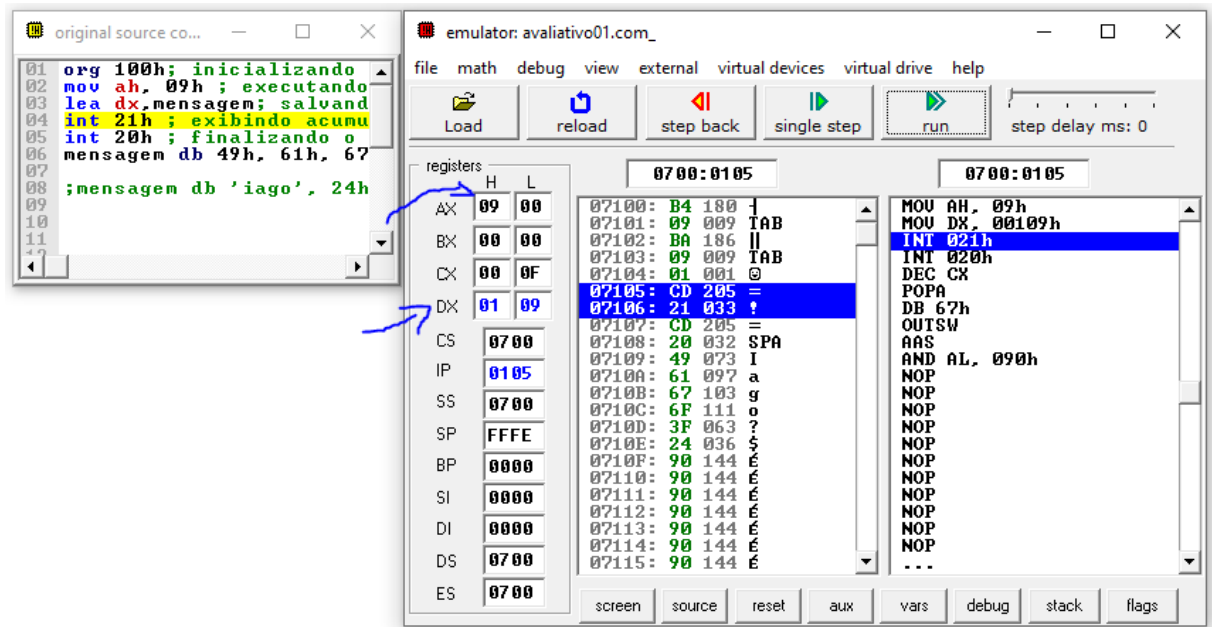 original source co...
01 org 100h; inicializando
02 mov ah, 09h ; executando
03 lea dx,mensagem; salvand
04 int 21h ; exibindo acumu
05 int 20h ; finalizando o
06 mensagem db 49h, 61h, 67
07
08 ;mensagem db 'iago', 24h
09
10
11
12
emulator: avaliativo01.com_
file math debug view external virtual devices virtual drive help
Load reload step back single step run step delay ms: 0
registers
H L
AX 09 00
BX 00 00
CX 00 0F
DX 01 09
CS 0700
IP 0105
SS 0700
SP FFFE
BP 0000
SI 0000
DI 0000
DS 0700
ES 0700
0700:0105
07100: B4 180 ┤
07101: 09 009 TAB
07102: BA 186 ║
07103: 09 009 TAB
07104: 01 001 ☺
07105: CD 205 =
07106: 21 033 !
07107: CD 205 =
07108: 20 032 SPA
07109: 49 073 I
0710A: 61 097 a
0710B: 67 103 g
0710C: 6F 111 o
0710D: 3F 063 ?
0710E: 24 036 $
0710F: 90 144 É
07110: 90 144 É
07111: 90 144 É
07112: 90 144 É
07113: 90 144 É
07114: 90 144 É
07115: 90 144 É
0700:0105
MOV AH, 09h
MOV DX, 00109h
INT 021h
INT 020h
DEC CX
POPA
DB 67h
OUTSW
AAS
AND AL, 090h
NOP
NOP
NOP
NOP
NOP
NOP
NOP
NOP
NOP
NOP
NOP
...
screen source reset aux vars debug stack flags